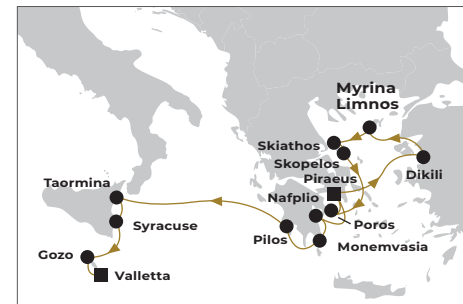 Myrina
Limnos
Skiathos
Skopelos
Piraeus
Taormina
Nafplio
Dikili
Syracuse
Poros
Pilos
Monemvasia
Gozo
Valletta